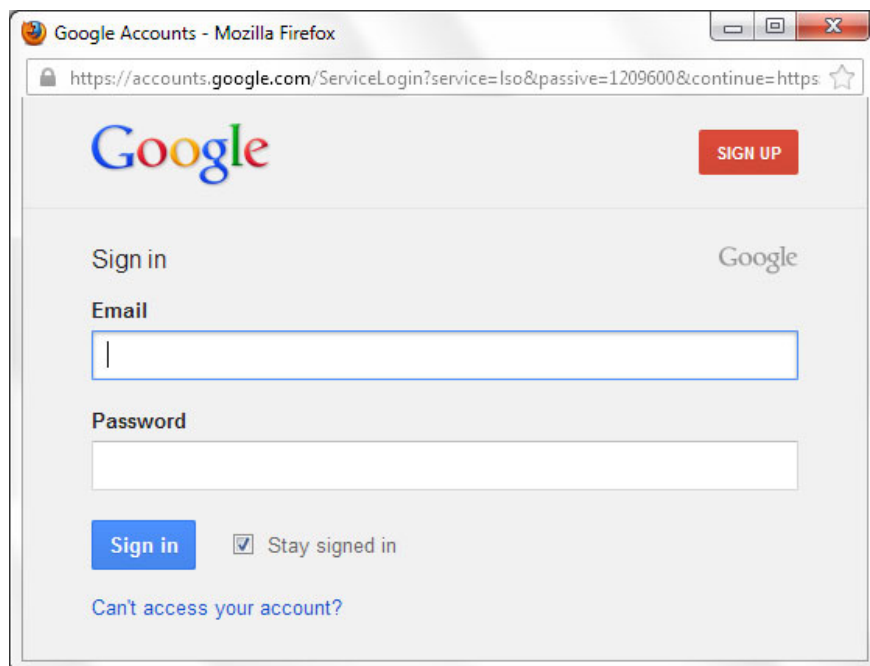 Google Accounts - Mozilla Firefox
https://accounts.google.com/ServiceLogin?service=lso&passive=1209600&continue=https:
Google
SIGN UP
Sign in
Google
Email
Password
Sign in
Stay signed in
Can't access your account?